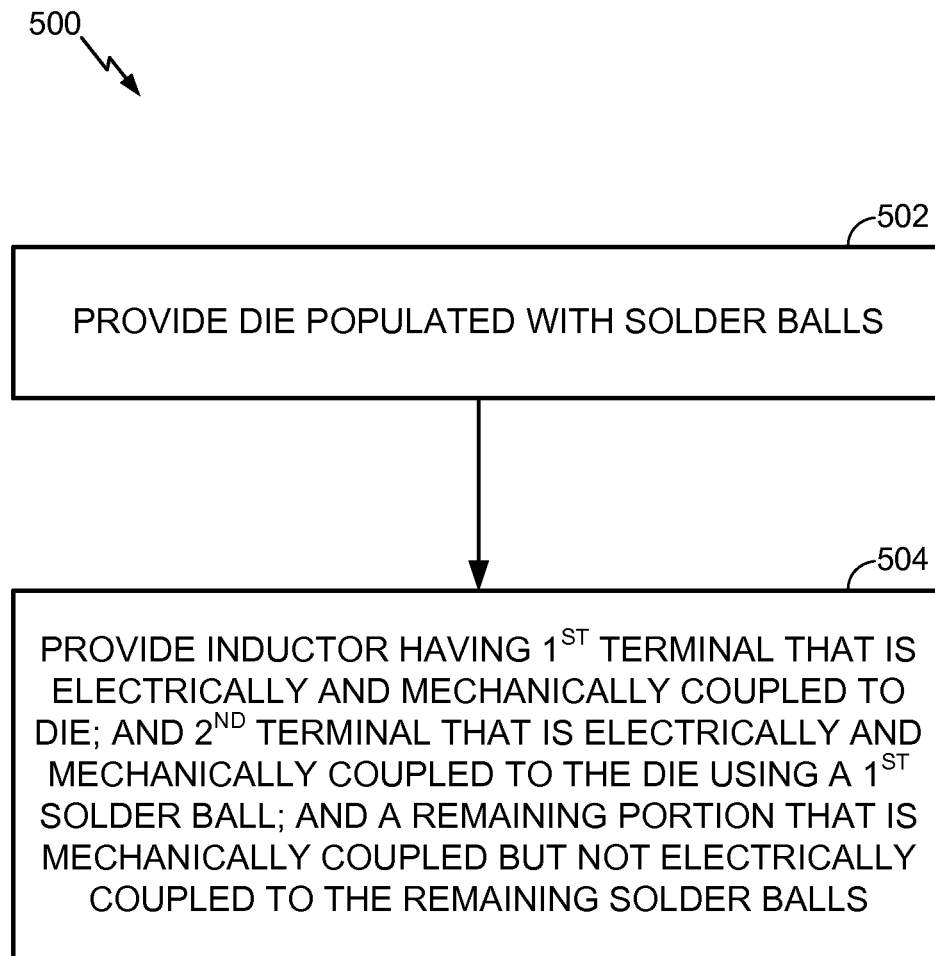 500
502
PROVIDE DIE POPULATED WITH SOLDER BALLS
504
PROVIDE INDUCTOR HAVING 1ST TERMINAL THAT IS
ELECTRICALLY AND MECHANICALLY COUPLED TO
DIE; AND 2ND TERMINAL THAT IS ELECTRICALLY AND
MECHANICALLY COUPLED TO THE DIE USING A 1ST
SOLDER BALL; AND A REMAINING PORTION THAT IS
MECHANICALLY COUPLED BUT NOT ELECTRICALLY
COUPLED TO THE REMAINING SOLDER BALLS